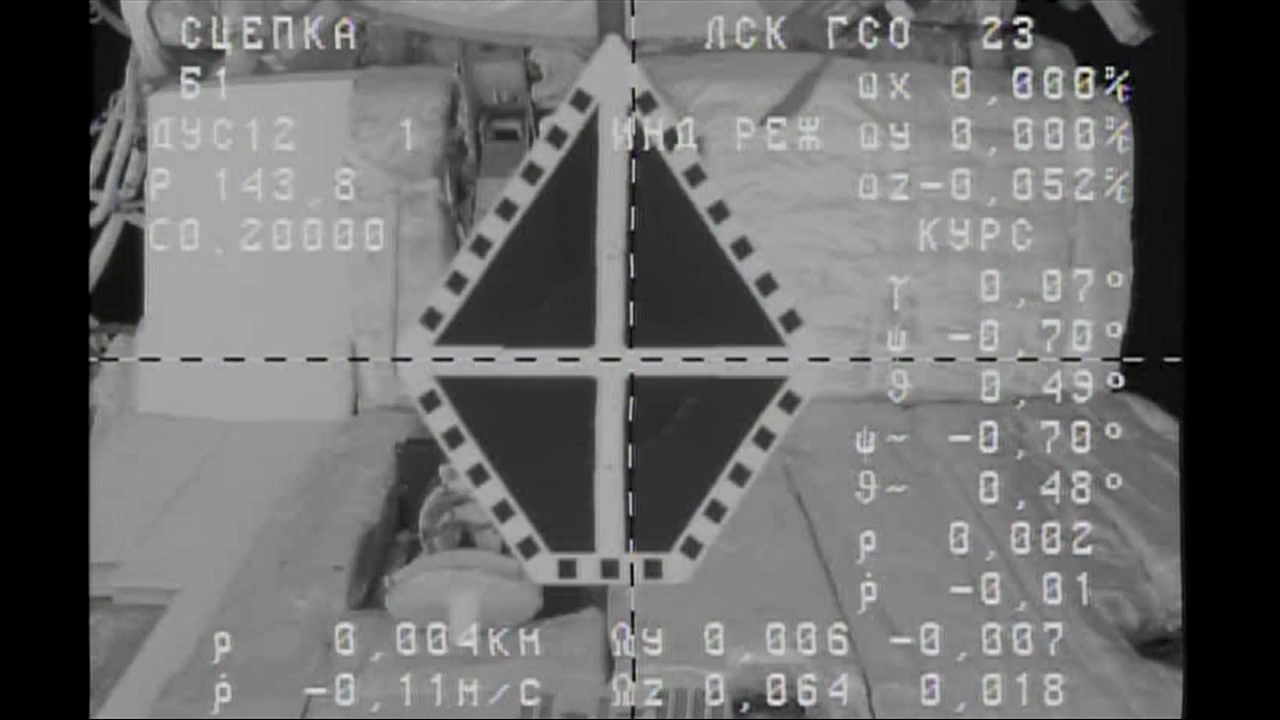 СЦЕПКА ЛСК ГСО 23
Б1 ωX 0,000%
ДУС12 1 ИНД РЕЖ ωУ 0,000%
Р 143,8 ωZ-0,052%
СО,20000 КУРС
γ 0,07°
ψ -0,70°
ϑ 0,49°
ψ~ -0,70°
ϑ~ 0,48°
ρ 0,002
ρ̇ -0,01
ρ 0,004КМ ΩУ 0,006 -0,007
ρ̇ -0,11М/С ΩZ 0,064 0,018